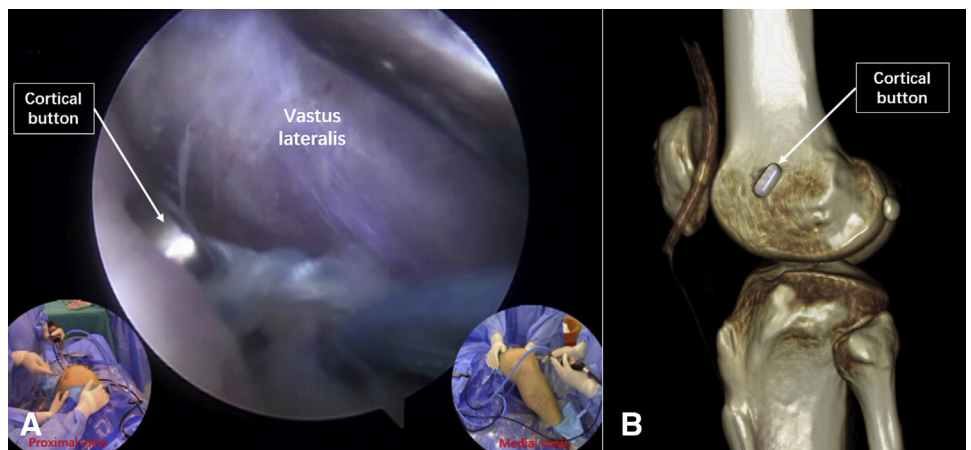 Cortical
button
Vastus
lateralis
Proximal view
A
Medial view
Cortical
button
B